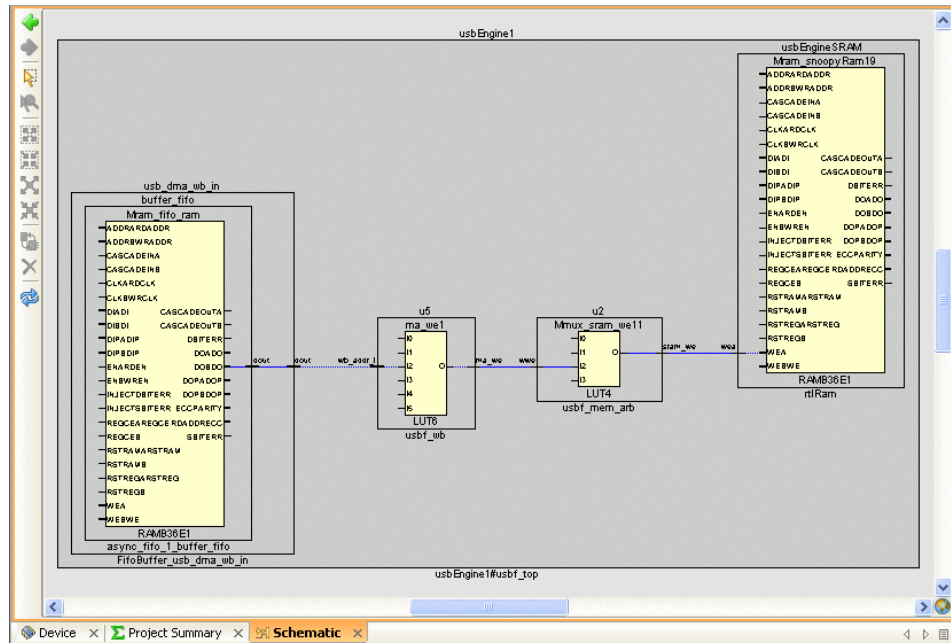 usbEngine1
usbEngineSRAM
Mram_snoopyRam19
ADDRARDADDR
ADDRBWRADDR
CASCADEINA
CASCADEINB
CLKARDCLK
CLKBWRCLK
DIADI CASCADEOUTA
DIBDI CASCADEOUTB
DIPADIP DBITERR
DIPBDIP DOADO
ENARDEN DOBDO
ENBWREN DOPADOP
INJECTDBITERR DOPBDOP
INJECTSBITERR ECCPARITY
REGCEAREGCE RDADDRECC
REGCEB SBITERR
RSTRAMARSTRAM
RSTRAMB
RSTREGARSTREG
RSTREGB
WEA
WEBWE
RAMB36E1
rtlRam
usb_dma_wb_in
buffer_fifo
Mram_fifo_ram
ADDRARDADDR
ADDRBWRADDR
CASCADEINA
CASCADEINB
CLKARDCLK
CLKBWRCLK
DIADI CASCADEOUTA
DIBDI CASCADEOUTB
DIPADIP DBITERR
DIPBDIP DOADO
ENARDEN DOBDO
ENBWREN DOPADOP
INJECTDBITERR DOPBDOP
INJECTSBITERR ECCPARITY
REGCEAREGCE RDADDRECC
REGCEB SBITERR
RSTRAMARSTRAM
RSTRAMB
RSTREGARSTREG
RSTREGB
WEA
WEBWE
RAMB36E1
async_fifo_1_buffer_fifo
FifoBuffer_usb_dma_wb_in
dout dout wb_addr_i
u5
ma_we1
I0
I1
I2 O
I3
I4
I5
LUT6
usbf_wb
ma_we wwe
u2
Mmux_sram_we11
I0
I1 O
I2
I3
LUT4
usbf_mem_arb
sram_we wea
usbEngine1#usbf_top
Device Project Summary Schematic